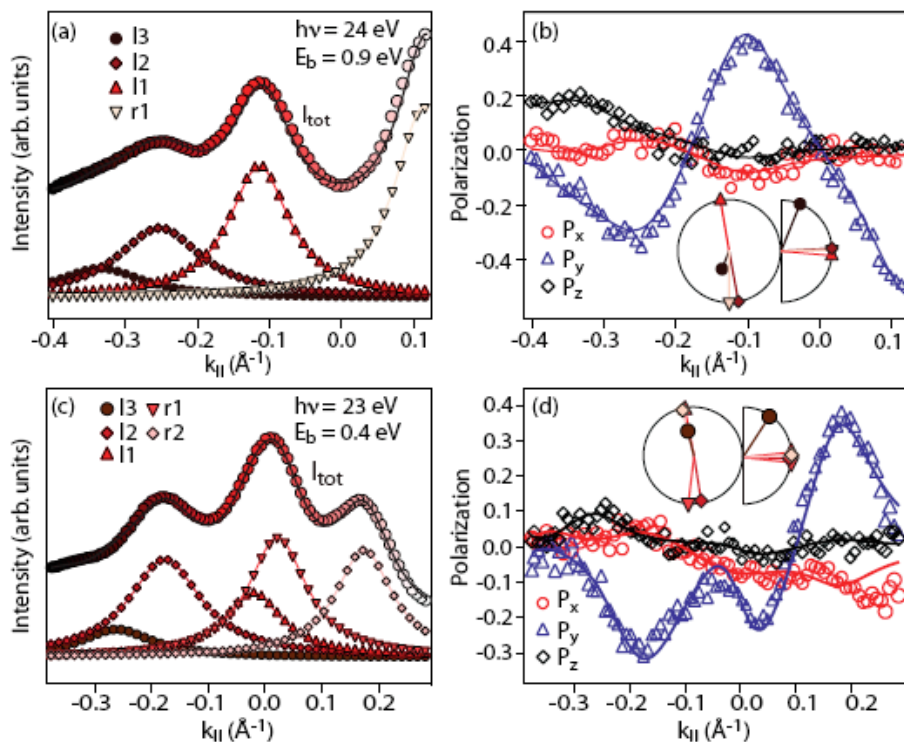 (a)
l3
l2
l1
r1
hν = 24 eV
E_b = 0.9 eV
I_tot
Intensity (arb. units)
-0.4 -0.3 -0.2 -0.1 0.0 0.1
k_II (Å⁻¹)
(b)
0.4
0.2
0.0
-0.2
-0.4
Polarization
P_x
P_y
P_z
-0.4 -0.3 -0.2 -0.1 0.0 0.1
k_II (Å⁻¹)
(c)
l3 r1
l2 r2
l1
hν = 23 eV
E_b = 0.4 eV
I_tot
Intensity (arb. units)
-0.3 -0.2 -0.1 0.0 0.1 0.2
k_II (Å⁻¹)
(d)
0.4
0.3
0.2
0.1
0.0
-0.1
-0.2
-0.3
Polarization
P_x
P_y
P_z
-0.3 -0.2 -0.1 0.0 0.1 0.2
k_II (Å⁻¹)